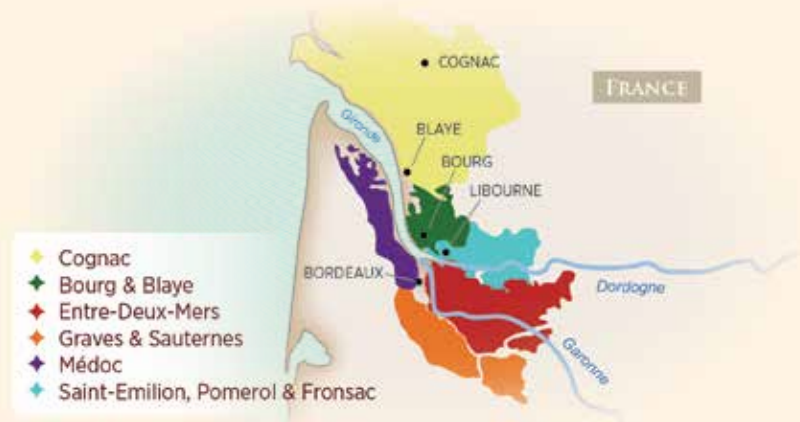 COGNAC
FRANCE
Gironde
BLAYE
BOURG
LIBOURNE
BORDEAUX
Dordogne
Garonne
Cognac
Bourg & Blaye
Entre-Deux-Mers
Graves & Sauternes
Médoc
Saint-Emilion, Pomerol & Fronsac